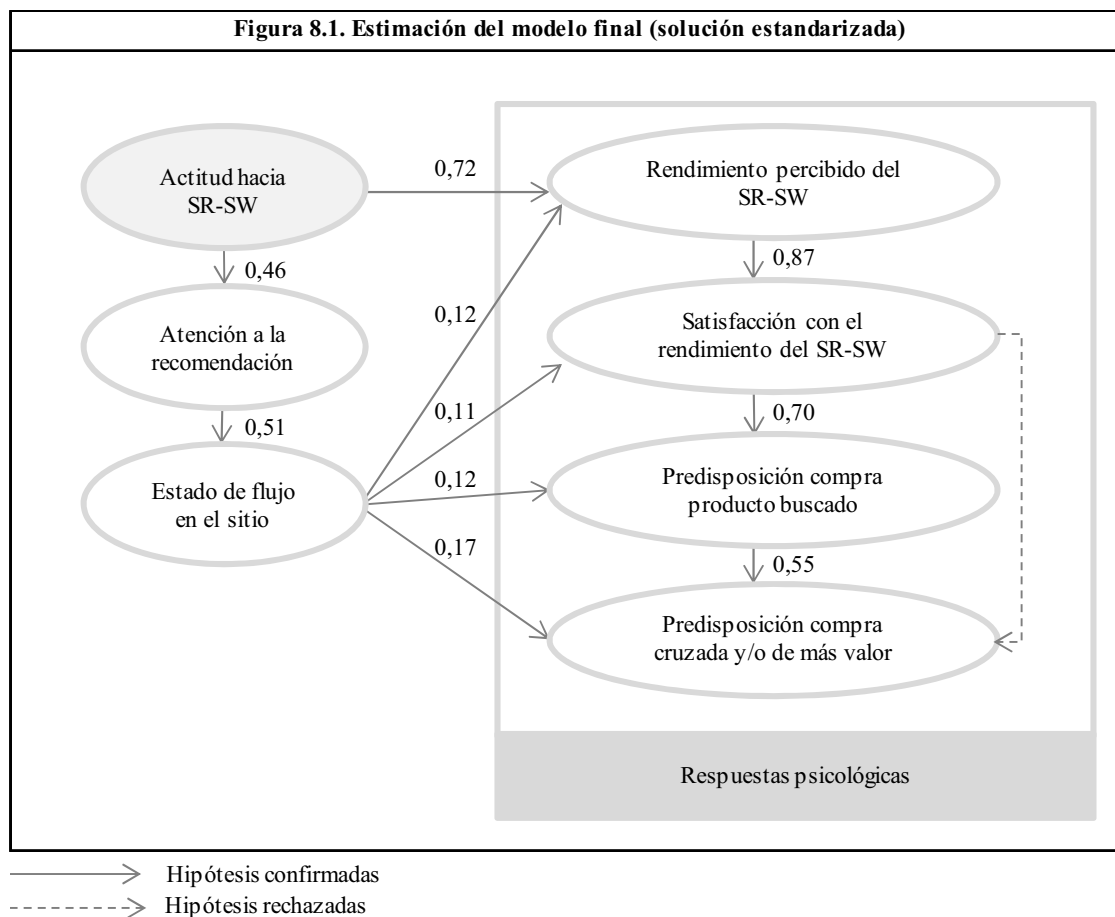 Figura 8.1. Estimación del modelo final (solución estandarizada)
Actitud hacia
SR-SW
0,72
Rendimiento percibido del
SR-SW
0,46
0,87
Atención a la
recomendación
0,12
Satisfacción con el
rendimiento del SR-SW
0,51
0,11
0,70
Estado de flujo
en el sitio
0,12
Predisposición compra
producto buscado
0,17
0,55
Predisposición compra
cruzada y/o de más valor
Respuestas psicológicas
Hipótesis confirmadas
Hipótesis rechazadas